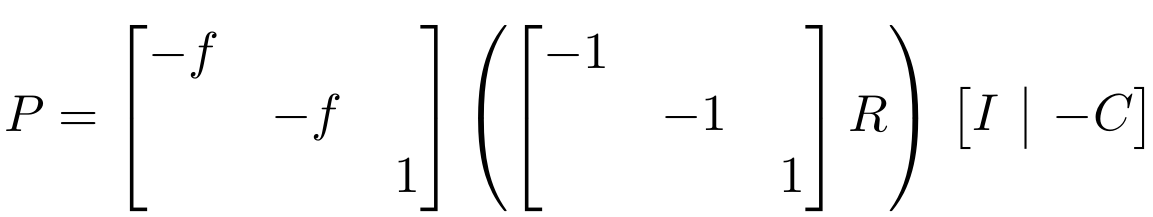 P = [ -f
-f
1 ] ( [ -1
-1
1 ] R ) [ I | -C ]